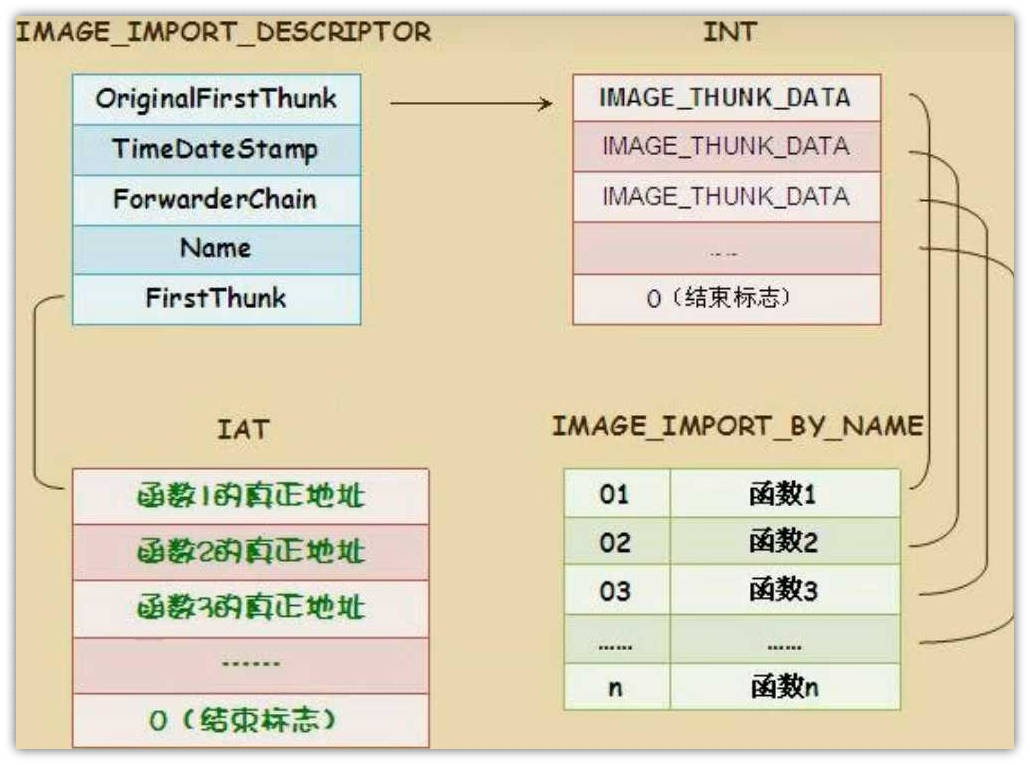 IMAGE_IMPORT_DESCRIPTOR
OriginalFirstThunk
TimeDateStamp
ForwarderChain
Name
FirstThunk
INT
IMAGE_THUNK_DATA
IMAGE_THUNK_DATA
IMAGE_THUNK_DATA
... ...
0（结束标志）
IAT
函数1的真正地址
函数2的真正地址
函数3的真正地址
......
0（结束标志）
IMAGE_IMPORT_BY_NAME
01 函数1
02 函数2
03 函数3
...... ......
n 函数n